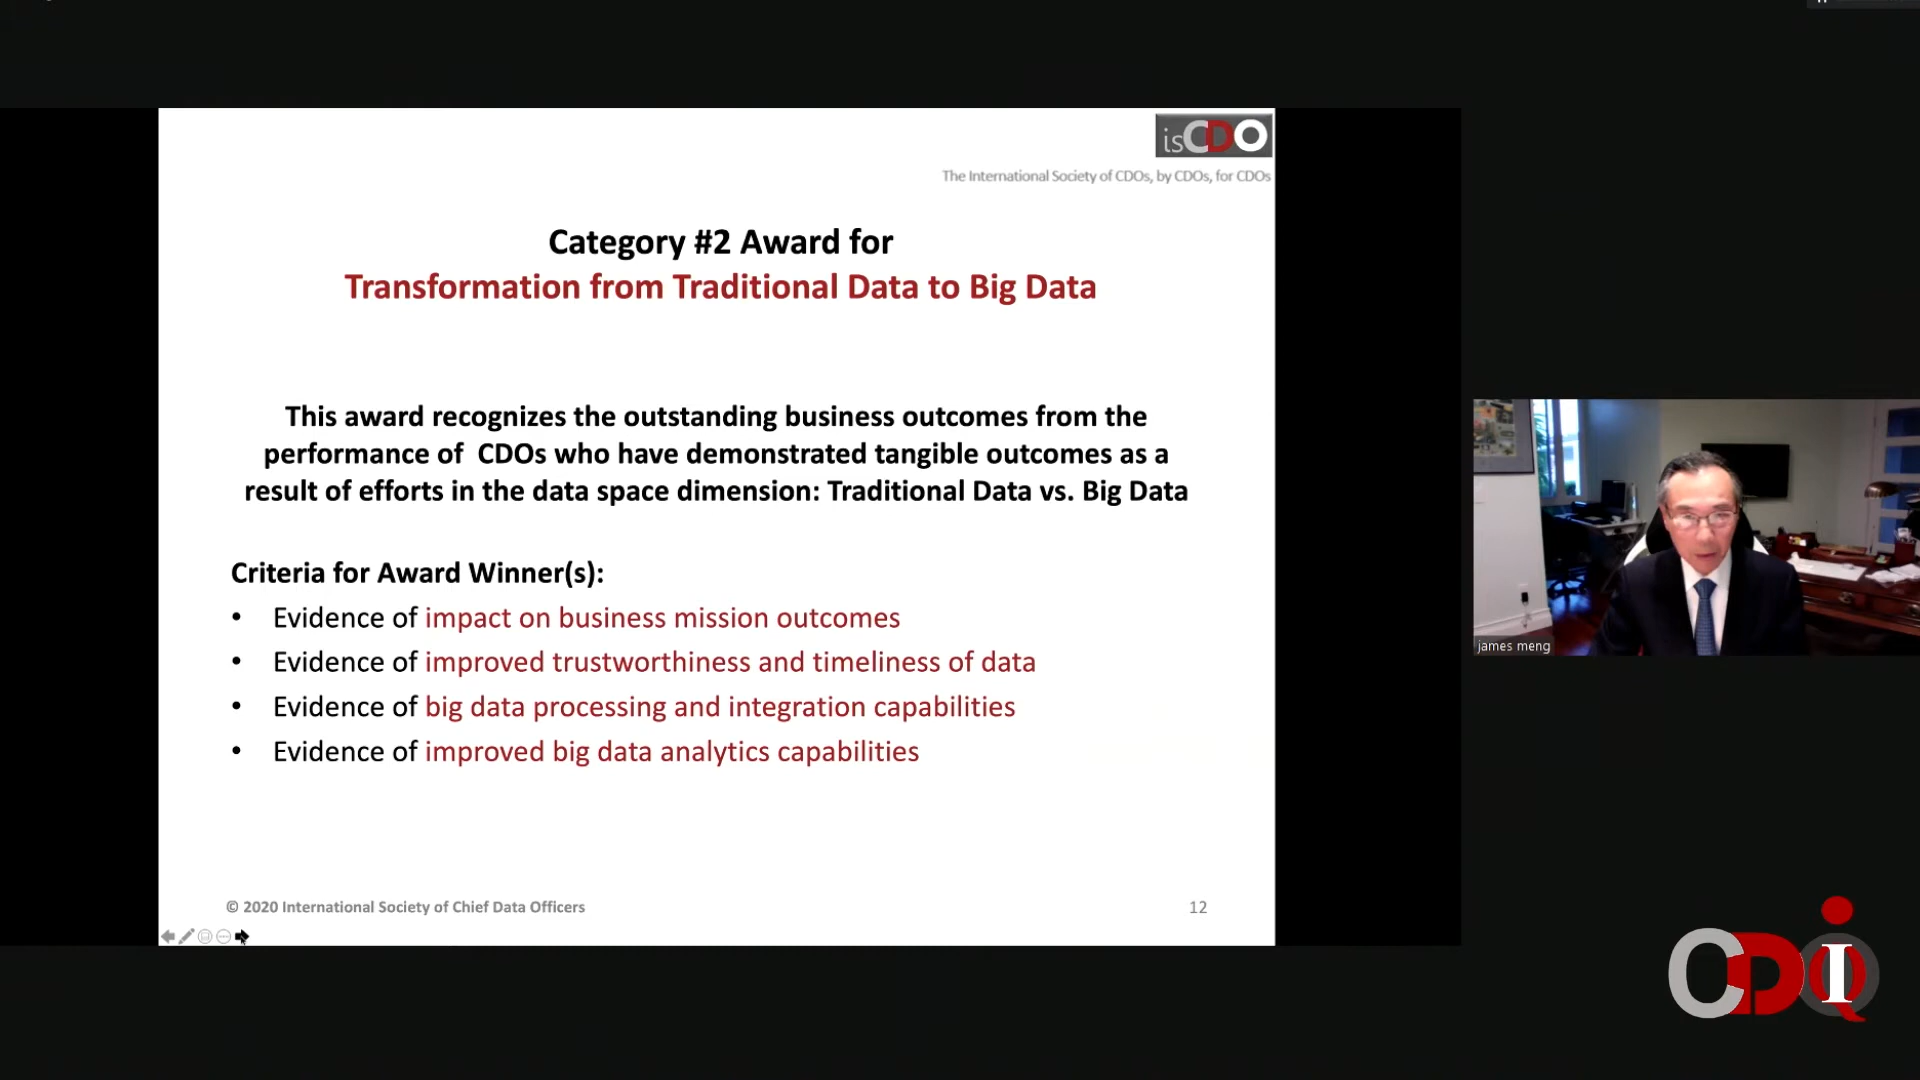 isCDO
The International Society of CDOs, by CDOs, for CDOs
Category #2 Award for
Transformation from Traditional Data to Big Data
This award recognizes the outstanding business outcomes from the
performance of CDOs who have demonstrated tangible outcomes as a
result of efforts in the data space dimension: Traditional Data vs. Big Data
Criteria for Award Winner(s):
• Evidence of impact on business mission outcomes
• Evidence of improved trustworthiness and timeliness of data
• Evidence of big data processing and integration capabilities
• Evidence of improved big data analytics capabilities
© 2020 International Society of Chief Data Officers
12
james meng
CDOIQ